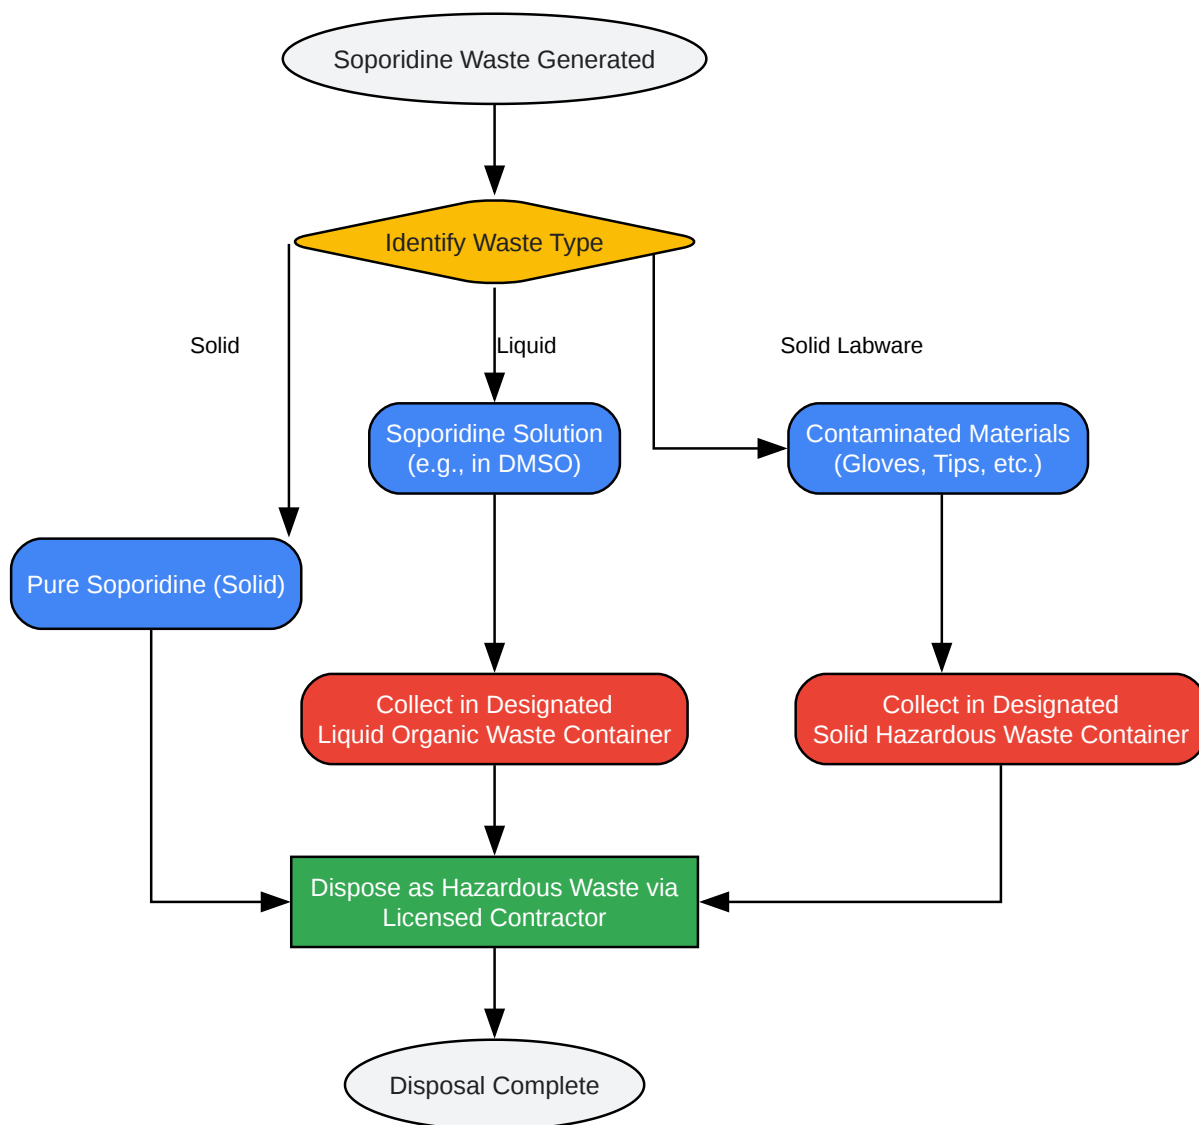 Soporidine Waste Generated
Identify Waste Type
Solid
Liquid
Solid Labware
Soporidine Solution
(e.g., in DMSO)
Contaminated Materials
(Gloves, Tips, etc.)
Pure Soporidine (Solid)
Collect in Designated
Liquid Organic Waste Container
Collect in Designated
Solid Hazardous Waste Container
Dispose as Hazardous Waste via
Licensed Contractor
Disposal Complete